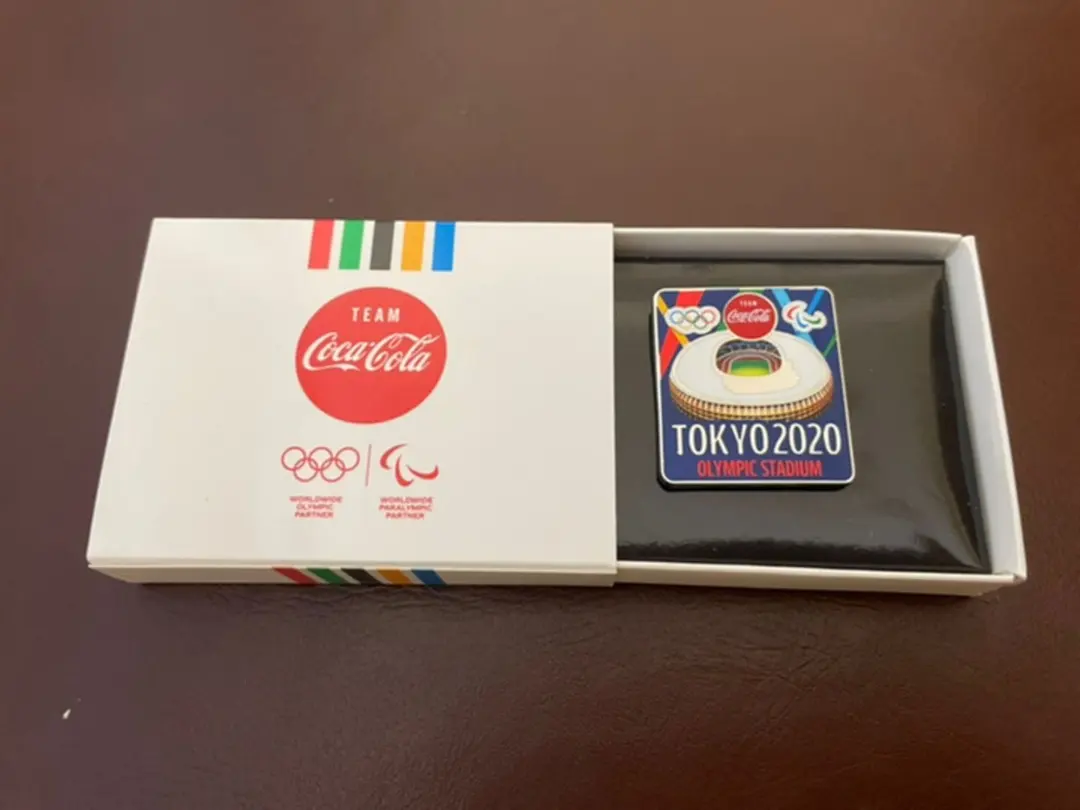 TEAM
Coca-Cola
WORLDWIDE
OLYMPIC
PARTNER
WORLDWIDE
PARALYMPIC
PARTNER
TEAM
Coca-Cola
TOKYO2020
OLYMPIC STADIUM